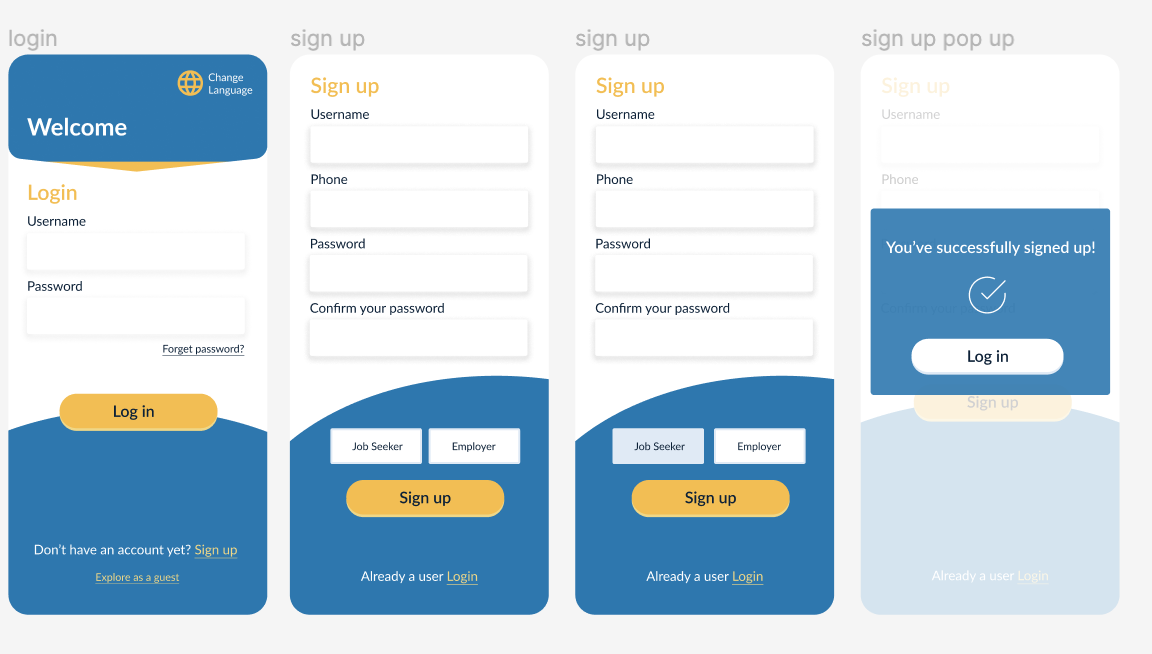 login
Change
Language
Welcome
Login
Username
Password
Forget password?
Log in
Don't have an account yet? Sign up
Explore as a guest
sign up
Sign up
Username
Phone
Password
Confirm your password
Job Seeker
Employer
Sign up
Already a user Login
sign up
Sign up
Username
Phone
Password
Confirm your password
Job Seeker
Employer
Sign up
Already a user Login
sign up pop up
Sign up
Username
Phone
You've successfully signed up!
Confirm your password
Log in
Sign up
Already a user Login